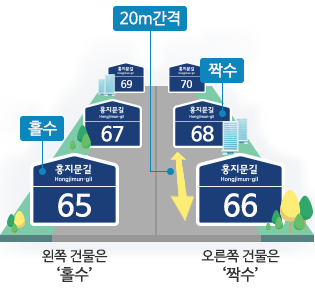 20m간격
홍지문길
Hongjimun-gil
69
홍지문길
Hongjimun-gil
70
짝수
홍지문길
Hongjimun-gil
67
홍지문길
Hongjimun-gil
68
홀수
홍지문길
Hongjimun-gil
65
홍지문길
Hongjimun-gil
66
왼쪽 건물은
‘홀수’
오른쪽 건물은
‘짝수’